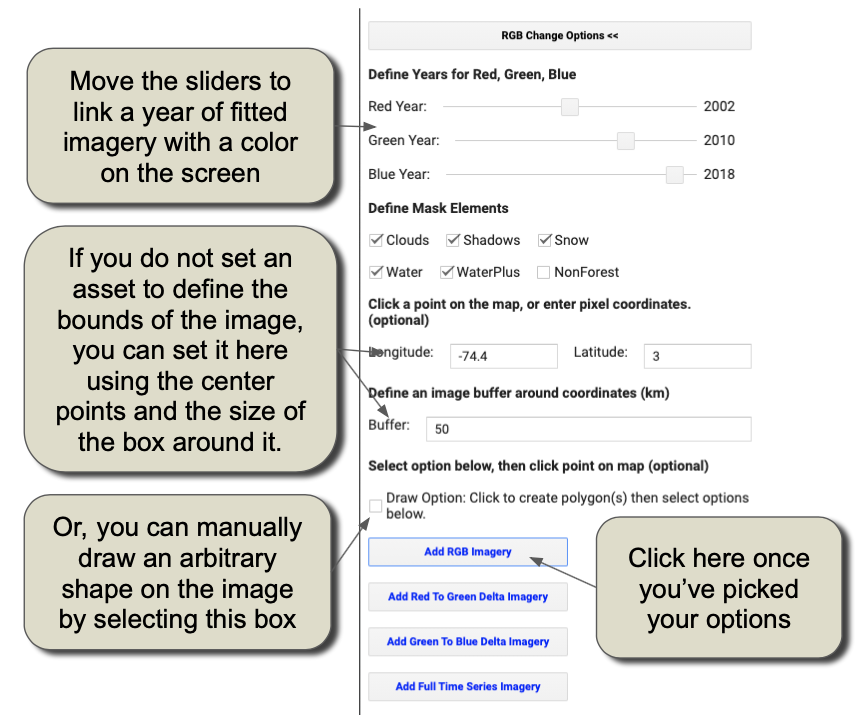 RGB Change Options <<
Define Years for Red, Green, Blue
Red Year: 2002
Green Year: 2010
Blue Year: 2018
Define Mask Elements
Clouds Shadows Snow
Water WaterPlus NonForest
Click a point on the map, or enter pixel coordinates.
(optional)
Longitude: -74.4 Latitude: 3
Define an image buffer around coordinates (km)
Buffer: 50
Select option below, then click point on map (optional)
Draw Option: Click to create polygon(s) then select options
below.
Add RGB Imagery
Add Red To Green Delta Imagery
Add Green To Blue Delta Imagery
Add Full Time Series Imagery
Move the sliders to
link a year of fitted
imagery with a color
on the screen
If you do not set an
asset to define the
bounds of the image,
you can set it here
using the center
points and the size of
the box around it.
Or, you can manually
draw an arbitrary
shape on the image
by selecting this box
Click here once
you’ve picked
your options